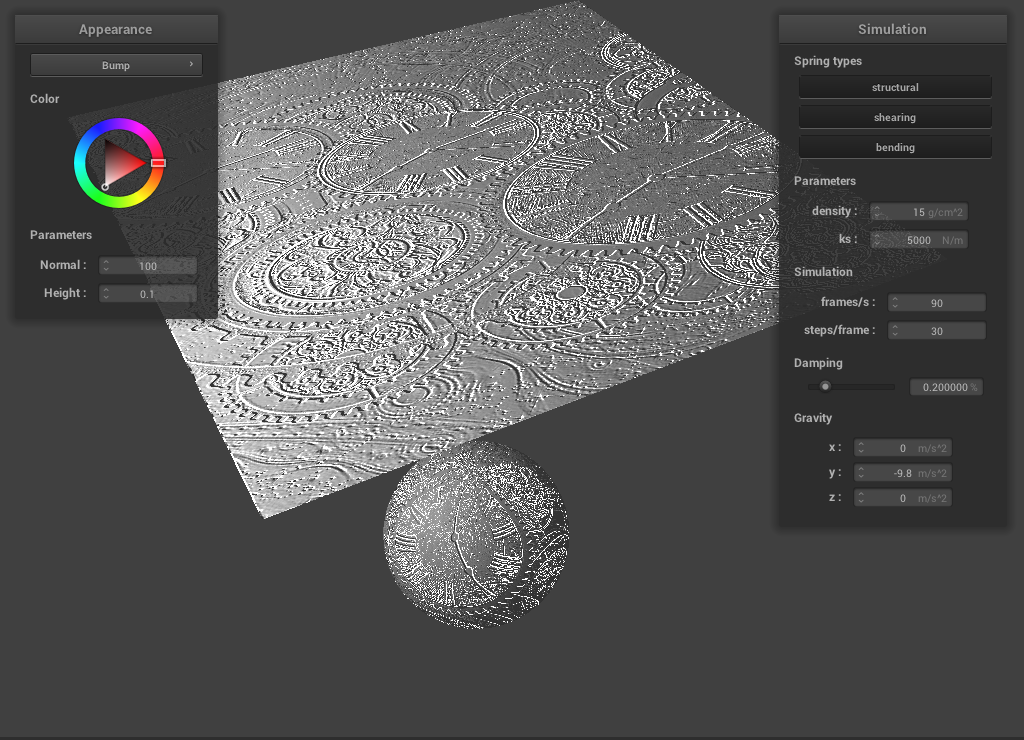 Appearance
Bump ›
Color
Parameters
Normal : 100
Height : 0.1
Simulation
Spring types
structural
shearing
bending
Parameters
density : 15 g/cm^2
ks : 5000 N/m
Simulation
frames/s : 90
steps/frame : 30
Damping
0.200000 %
Gravity
x : 0 m/s^2
y : -9.8 m/s^2
z : 0 m/s^2